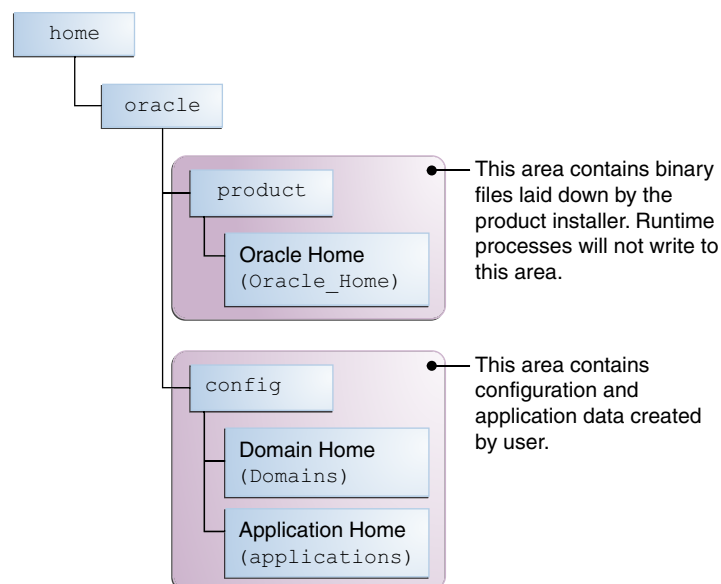 home
oracle
product
Oracle Home
(Oracle_Home)
This area contains binary
files laid down by the
product installer. Runtime
processes will not write to
this area.
config
Domain Home
(Domains)
Application Home
(applications)
This area contains
configuration and
application data created
by user.